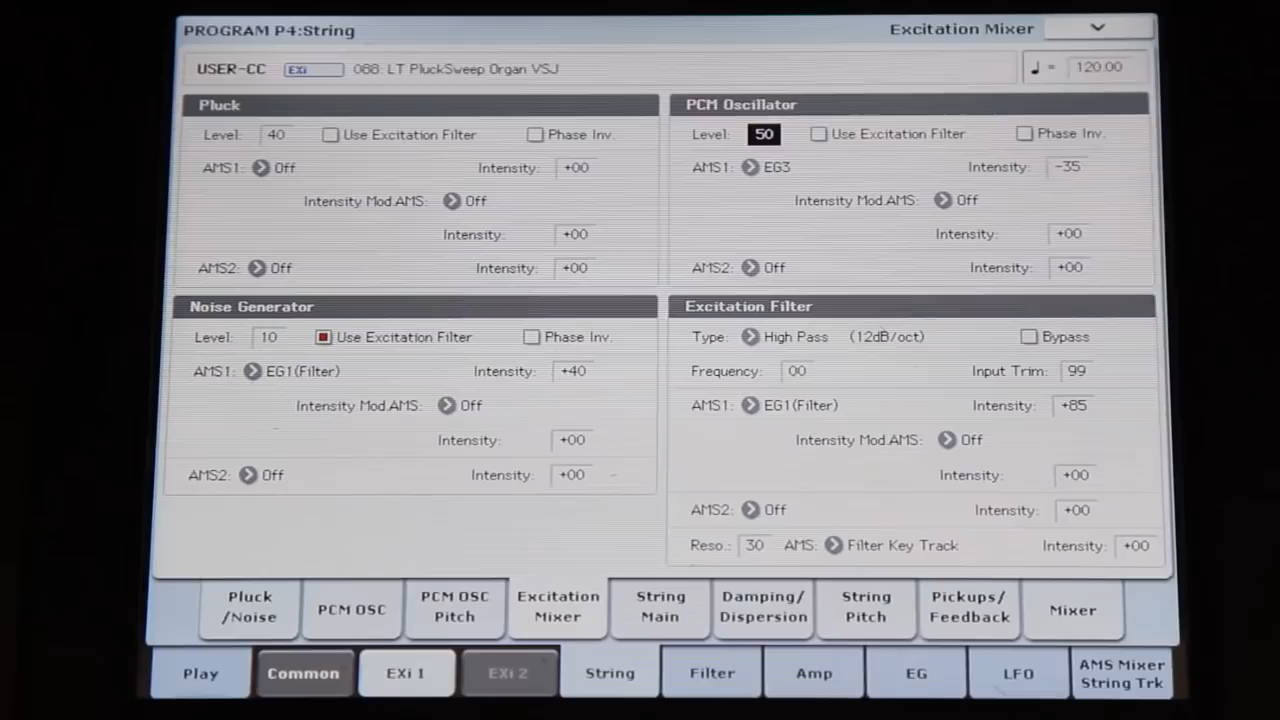 PROGRAM P4:String
Excitation Mixer
USER-CC EXi 088: LT PluckSweep Organ VSJ
♩ = 120.00
Pluck
Level: 40 Use Excitation Filter Phase Inv.
AMS1: Off Intensity: +00
Intensity Mod.AMS: Off
Intensity: +00
AMS2: Off Intensity: +00
PCM Oscillator
Level: 50 Use Excitation Filter Phase Inv.
AMS1: EG3 Intensity: -35
Intensity Mod.AMS: Off
Intensity: +00
AMS2: Off Intensity: +00
Noise Generator
Level: 10 Use Excitation Filter Phase Inv.
AMS1: EG1(Filter) Intensity: +40
Intensity Mod.AMS: Off
Intensity: +00
AMS2: Off Intensity: +00
Excitation Filter
Type: High Pass (12dB/oct) Bypass
Frequency: 00 Input Trim: 99
AMS1: EG1(Filter) Intensity: +85
Intensity Mod.AMS: Off
Intensity: +00
AMS2: Off Intensity: +00
Reso.: 30 AMS: Filter Key Track Intensity: +00
Pluck
/Noise
PCM OSC
PCM OSC
Pitch
Excitation
Mixer
String
Main
Damping/
Dispersion
String
Pitch
Pickups/
Feedback
Mixer
Play
Common
EXi 1
EXi 2
String
Filter
Amp
EG
LFO
AMS Mixer
String Trk